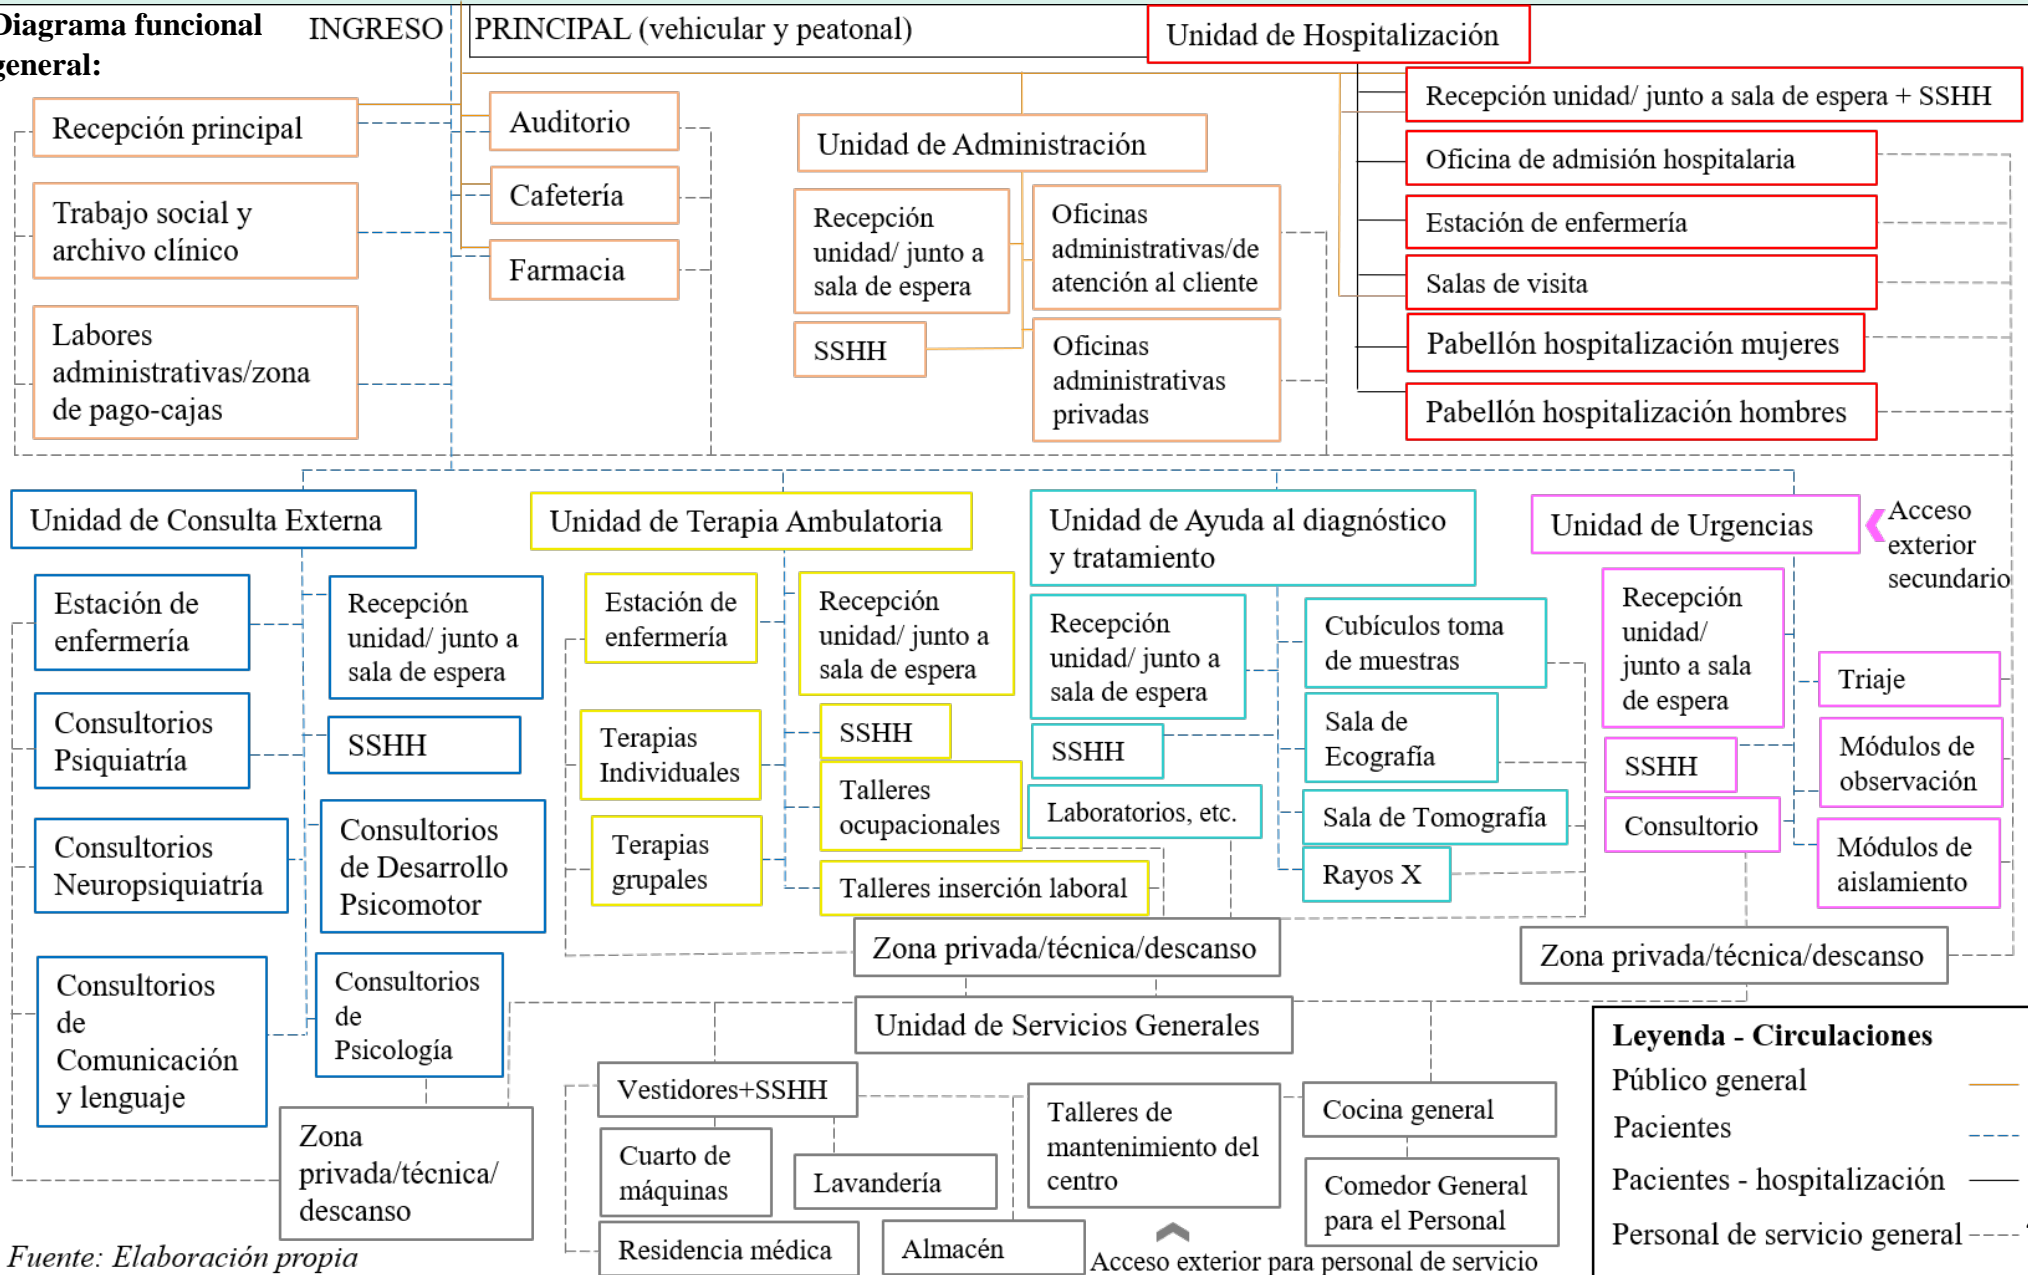 Diagrama funcional
general:
INGRESO
PRINCIPAL (vehicular y peatonal)
Unidad de Hospitalización
Recepción principal
Trabajo social y
archivo clínico
Labores
administrativas/zona
de pago-cajas
Auditorio
Cafetería
Farmacia
Unidad de Administración
Recepción
unidad/ junto a
sala de espera
SSHH
Oficinas
administrativas/de
atención al cliente
Oficinas
administrativas
privadas
Recepción unidad/ junto a sala de espera + SSHH
Oficina de admisión hospitalaria
Estación de enfermería
Salas de visita
Pabellón hospitalización mujeres
Pabellón hospitalización hombres
Unidad de Consulta Externa
Estación de
enfermería
Recepción
unidad/ junto a
sala de espera
Consultorios
Psiquiatría
SSHH
Consultorios
Neuropsiquiatría
Consultorios
de Desarrollo
Psicomotor
Consultorios
de
Comunicación
y lenguaje
Consultorios
de
Psicología
Zona
privada/técnica/
descanso
Unidad de Terapia Ambulatoria
Estación de
enfermería
Recepción
unidad/ junto a
sala de espera
Terapias
Individuales
SSHH
Talleres
ocupacionales
Terapias
grupales
Talleres inserción laboral
Unidad de Ayuda al diagnóstico
y tratamiento
Recepción
unidad/ junto a
sala de espera
SSHH
Laboratorios, etc.
Cubículos toma
de muestras
Sala de
Ecografía
Sala de Tomografía
Rayos X
Zona privada/técnica/descanso
Unidad de Urgencias
Acceso
exterior
secundario
Recepción
unidad/
junto a sala
de espera
SSHH
Consultorio
Triaje
Módulos de
observación
Módulos de
aislamiento
Zona privada/técnica/descanso
Unidad de Servicios Generales
Vestidores+SSHH
Cuarto de
máquinas
Lavandería
Residencia médica
Almacén
Talleres de
mantenimiento del
centro
Cocina general
Comedor General
para el Personal
Acceso exterior para personal de servicio
Leyenda - Circulaciones
Público general
Pacientes
Pacientes - hospitalización
Personal de servicio general
Fuente: Elaboración propia